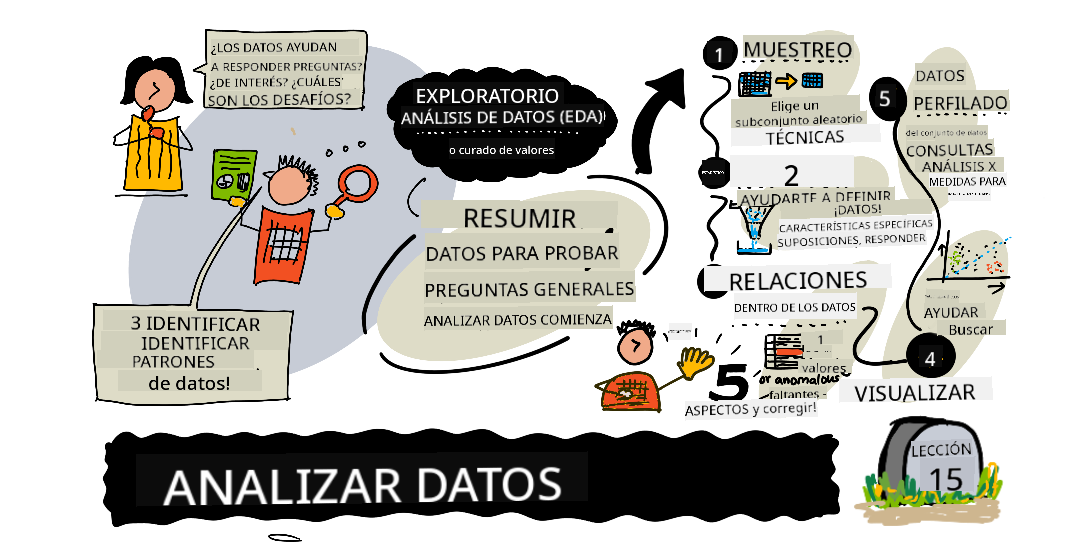 ¿LOS DATOS AYUDAN
A RESPONDER PREGUNTAS?
¿DE INTERÉS? ¿CUÁLES'
SON LOS DESAFÍOS?
3 IDENTIFICAR
IDENTIFICAR
PATRONES
de datos!
EXPLORATORIO
ANÁLISIS DE DATOS (EDA)
o curado de valores
RESUMIR
DATOS PARA PROBAR
PREGUNTAS GENERALES
ANALIZAR DATOS COMIENZA
1
MUESTREO
Elige un
subconjunto aleatorio
TÉCNICAS
2
AYUDARTE A DEFINIR
¡DATOS!
CARACTERÍSTICAS ESPECÍFICAS
SUPOSICIONES, RESPONDER
RELACIONES
DENTRO DE LOS DATOS
5
1
valores
or anomalous
faltantes -
ASPECTOS y corregir!
4
VISUALIZAR
AYUDAR
Buscar
5
DATOS
PERFILADO
del conjunto de datos
CONSULTAS
ANÁLISIS X
MEDIDAS PARA
ANALIZAR DATOS
LECCIÓN
15